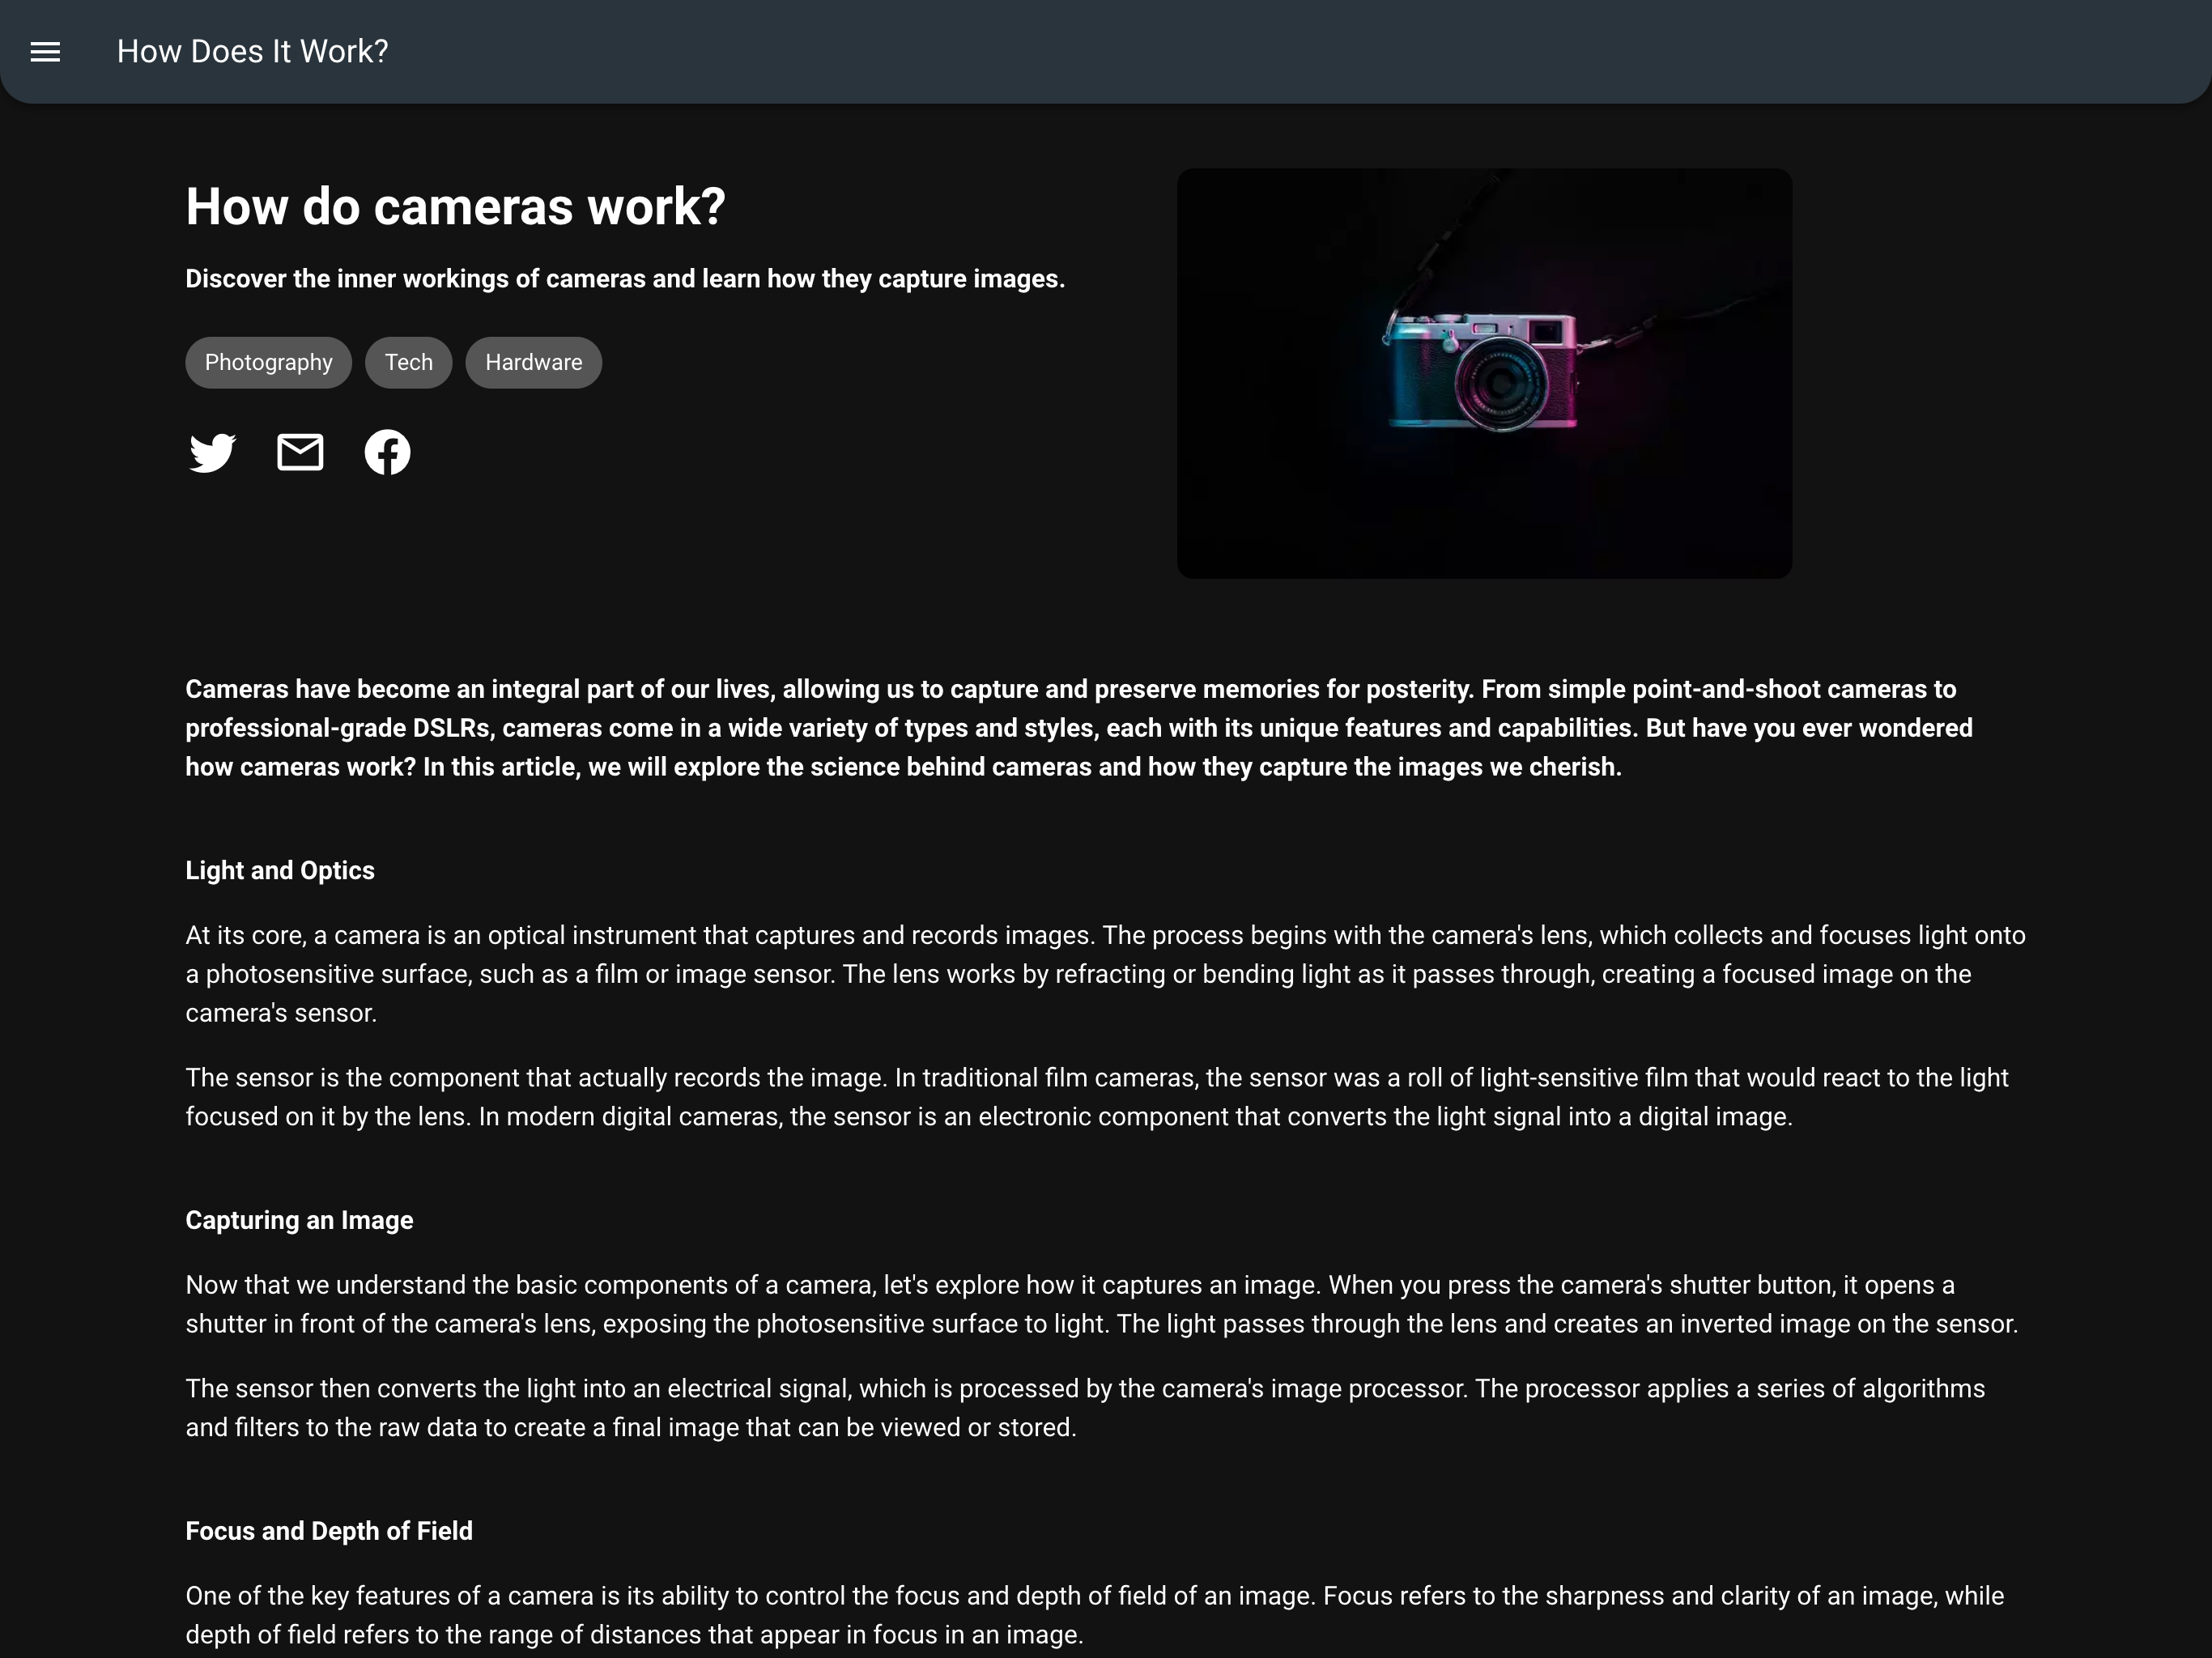 How Does It Work?
How do cameras work?
Discover the inner workings of cameras and learn how they capture images.
Photography
Tech
Hardware
Cameras have become an integral part of our lives, allowing us to capture and preserve memories for posterity. From simple point-and-shoot cameras to
professional-grade DSLRs, cameras come in a wide variety of types and styles, each with its unique features and capabilities. But have you ever wondered
how cameras work? In this article, we will explore the science behind cameras and how they capture the images we cherish.
Light and Optics
At its core, a camera is an optical instrument that captures and records images. The process begins with the camera's lens, which collects and focuses light onto
a photosensitive surface, such as a film or image sensor. The lens works by refracting or bending light as it passes through, creating a focused image on the
camera's sensor.
The sensor is the component that actually records the image. In traditional film cameras, the sensor was a roll of light-sensitive film that would react to the light
focused on it by the lens. In modern digital cameras, the sensor is an electronic component that converts the light signal into a digital image.
Capturing an Image
Now that we understand the basic components of a camera, let's explore how it captures an image. When you press the camera's shutter button, it opens a
shutter in front of the camera's lens, exposing the photosensitive surface to light. The light passes through the lens and creates an inverted image on the sensor.
The sensor then converts the light into an electrical signal, which is processed by the camera's image processor. The processor applies a series of algorithms
and filters to the raw data to create a final image that can be viewed or stored.
Focus and Depth of Field
One of the key features of a camera is its ability to control the focus and depth of field of an image. Focus refers to the sharpness and clarity of an image, while
depth of field refers to the range of distances that appear in focus in an image.